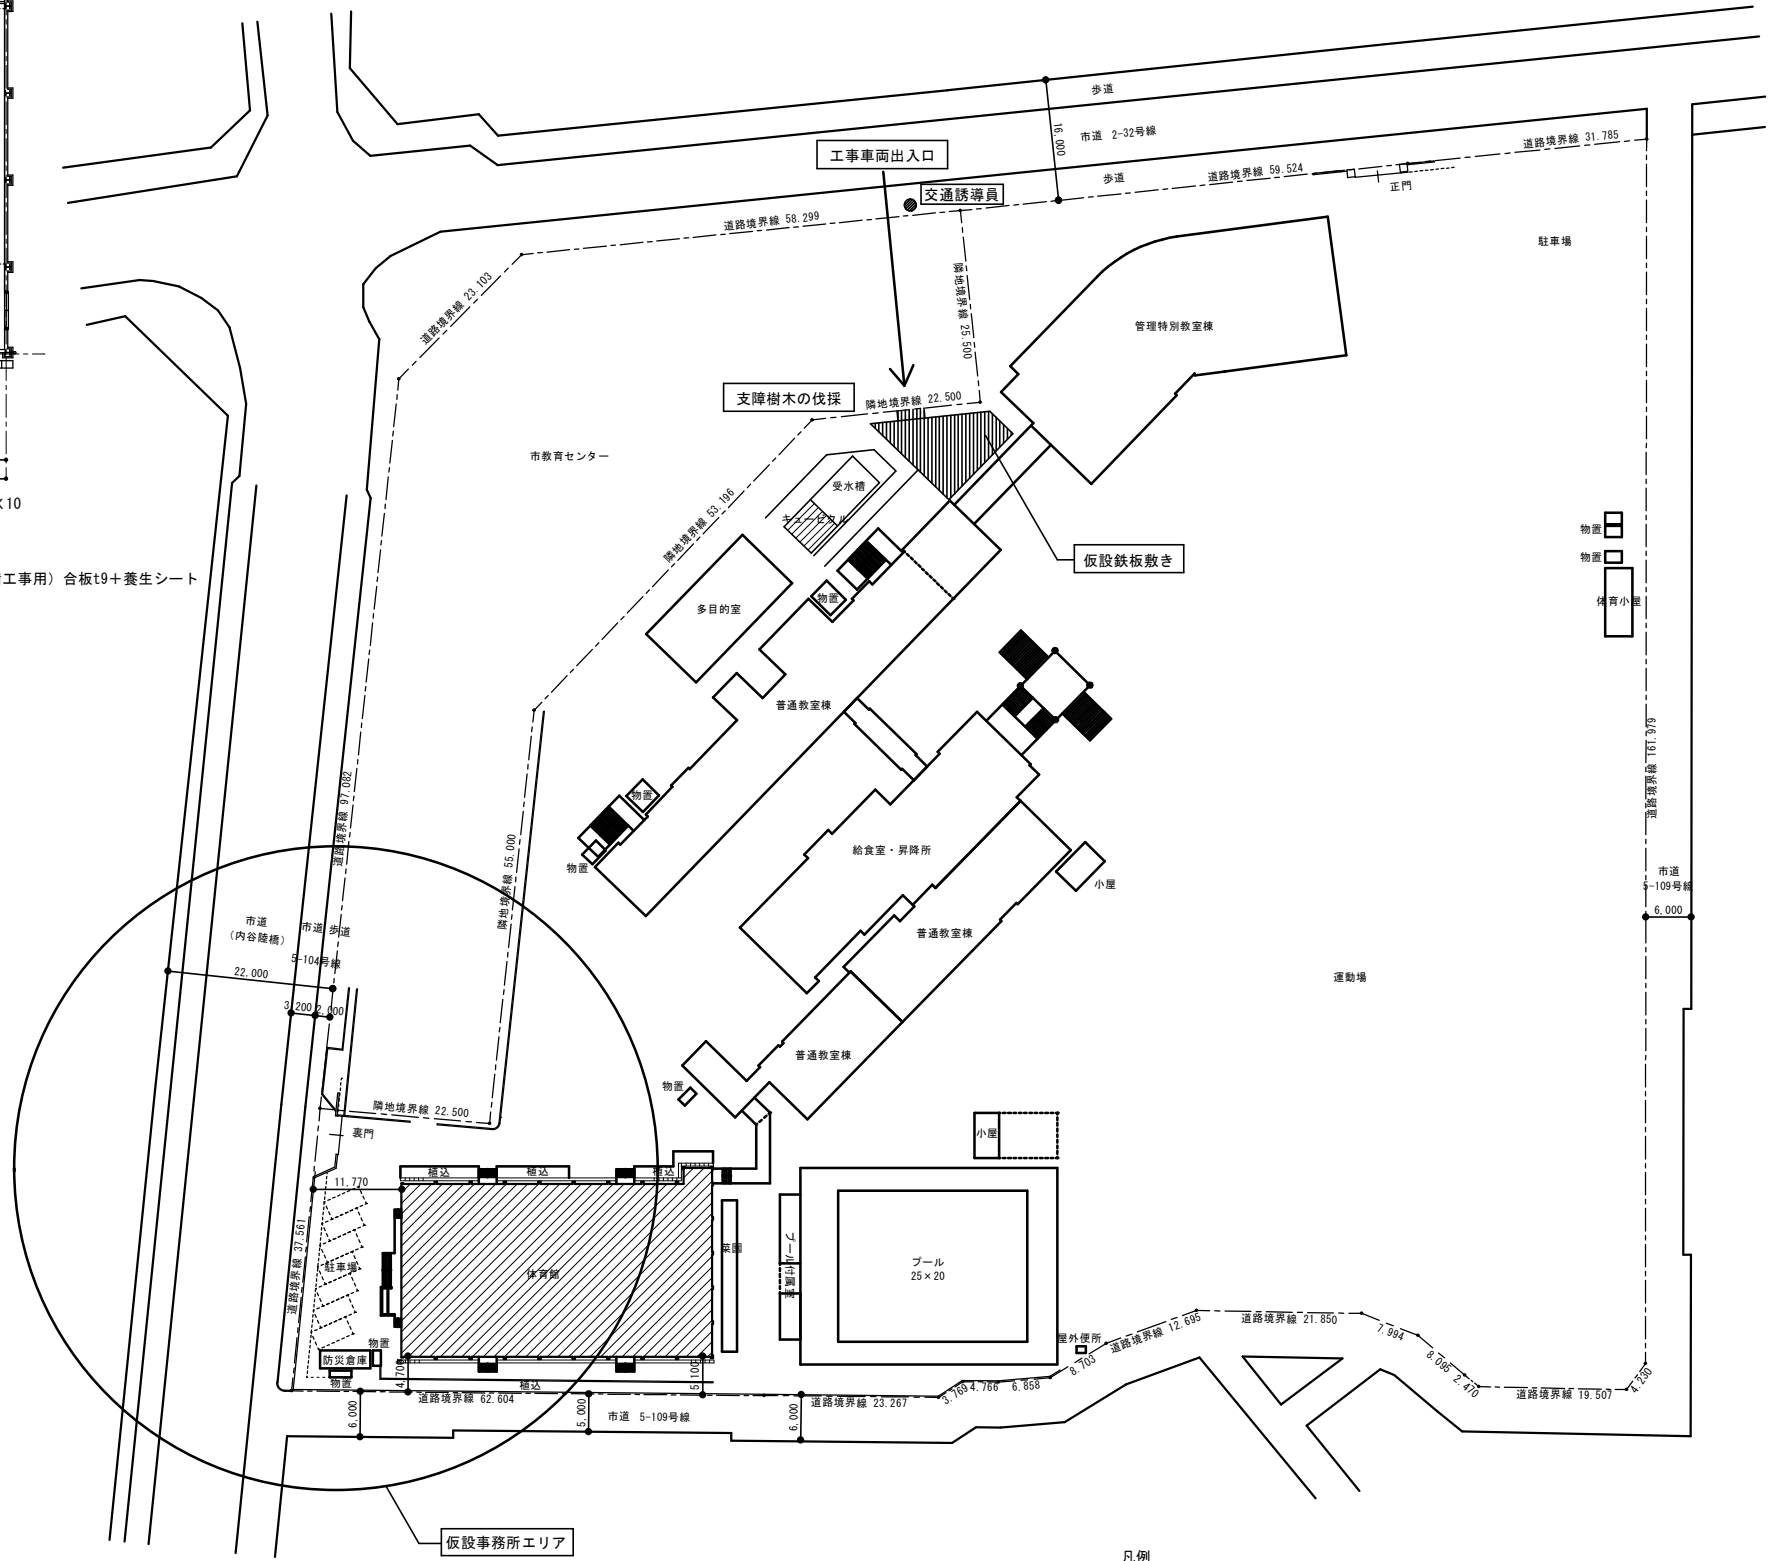 歩道
市道 2-32号線
16.000
工事車両出入口
交通誘導員
歩道
道路境界線 59.524
道路境界線 31.785
正門
道路境界線 58.299
駐車場
道路境界線 23.103
隣地境界線 25.500
管理特別教室棟
支障樹木の伐採
隣地境界線 22.500
市教育センター
受水槽
キュービクル
隣地境界線 53.196
×10
仮設鉄板敷き
物置
物置
体育小屋
工事用）合板t9＋養生シート
多目的室
物置
普通教室棟
道路境界線 161.979
物置
物置
道路境界線 97.082
隣地境界線 55.000
給食室・昇降所
小屋
市道
5-109号線
6.000
市道
（内谷陸橋）
市道 歩道
5-104号線
22.000
3.200
2.000
普通教室棟
運動場
普通教室棟
物置
隣地境界線 22.500
裏門
小屋
植込
植込
植込
11.770
道路境界線 37.561
駐車場
体育館
菜園
プール付属室
プール
25×20
物置
防災倉庫
物置
4.700
5.100
植込
屋外便所
道路境界線 62.604
道路境界線 23.267
3.769
4.766
6.858
8.703
道路境界線 12.695
道路境界線 21.850
7.994
8.095
2.470
道路境界線 19.507
4.230
6.000
5.000
市道 5-109号線
6.000
仮設事務所エリア
凡例